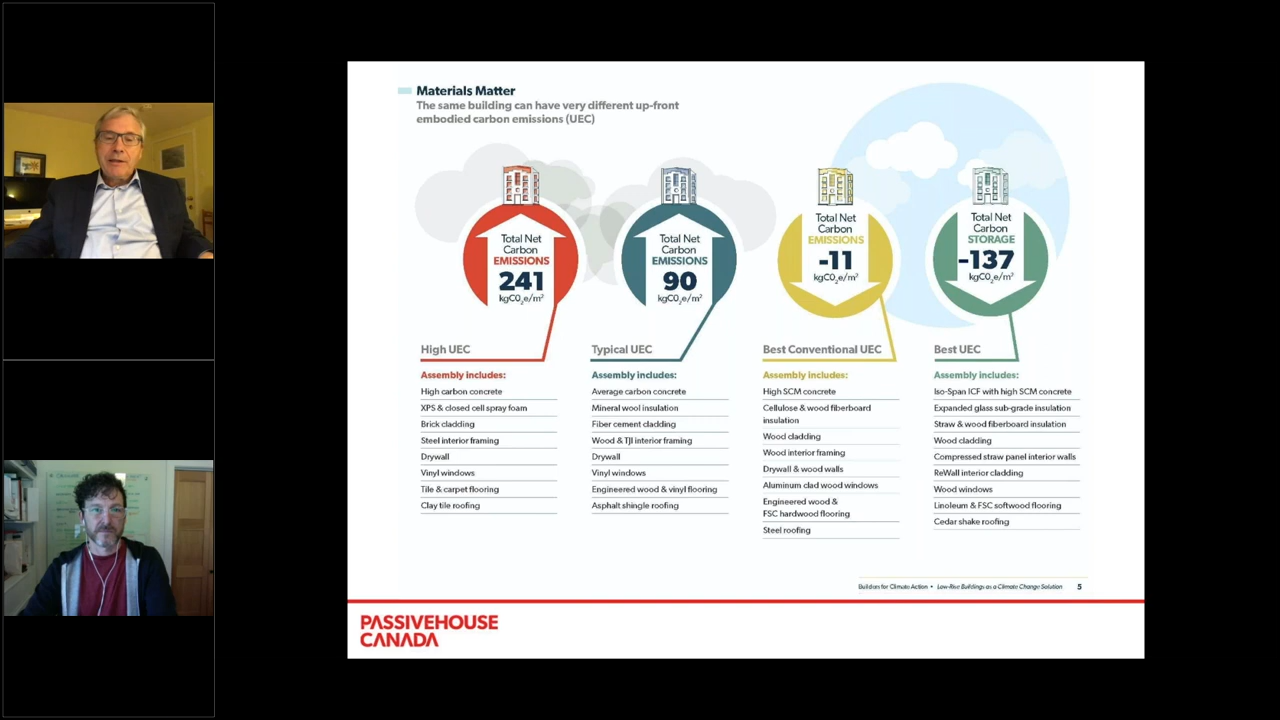 Materials Matter
The same building can have very different up-front
embodied carbon emissions (UEC)
Total Net
Carbon
EMISSIONS
241
kgCO2e/m²
Total Net
Carbon
EMISSIONS
90
kgCO2e/m²
Total Net
Carbon
EMISSIONS
-11
kgCO2e/m²
Total Net
Carbon
STORAGE
-137
kgCO2e/m²
High UEC
Assembly includes:
High carbon concrete
XPS & closed cell spray foam
Brick cladding
Steel interior framing
Drywall
Vinyl windows
Tile & carpet flooring
Clay tile roofing
Typical UEC
Assembly includes:
Average carbon concrete
Mineral wool insulation
Fiber cement cladding
Wood & TJI interior framing
Drywall
Vinyl windows
Engineered wood & vinyl flooring
Asphalt shingle roofing
Best Conventional UEC
Assembly includes:
High SCM concrete
Cellulose & wood fiberboard
insulation
Wood cladding
Wood interior framing
Drywall & wood walls
Aluminum clad wood windows
Engineered wood &
FSC hardwood flooring
Steel roofing
Best UEC
Assembly includes:
Iso-Span ICF with high SCM concrete
Expanded glass sub-grade insulation
Straw & wood fiberboard insulation
Wood cladding
Compressed straw panel interior walls
ReWall interior cladding
Wood windows
Linoleum & FSC softwood flooring
Cedar shake roofing
Builders for Climate Action • Low-Rise Buildings as a Climate Change Solution 5
PASSIVEHOUSE
CANADA